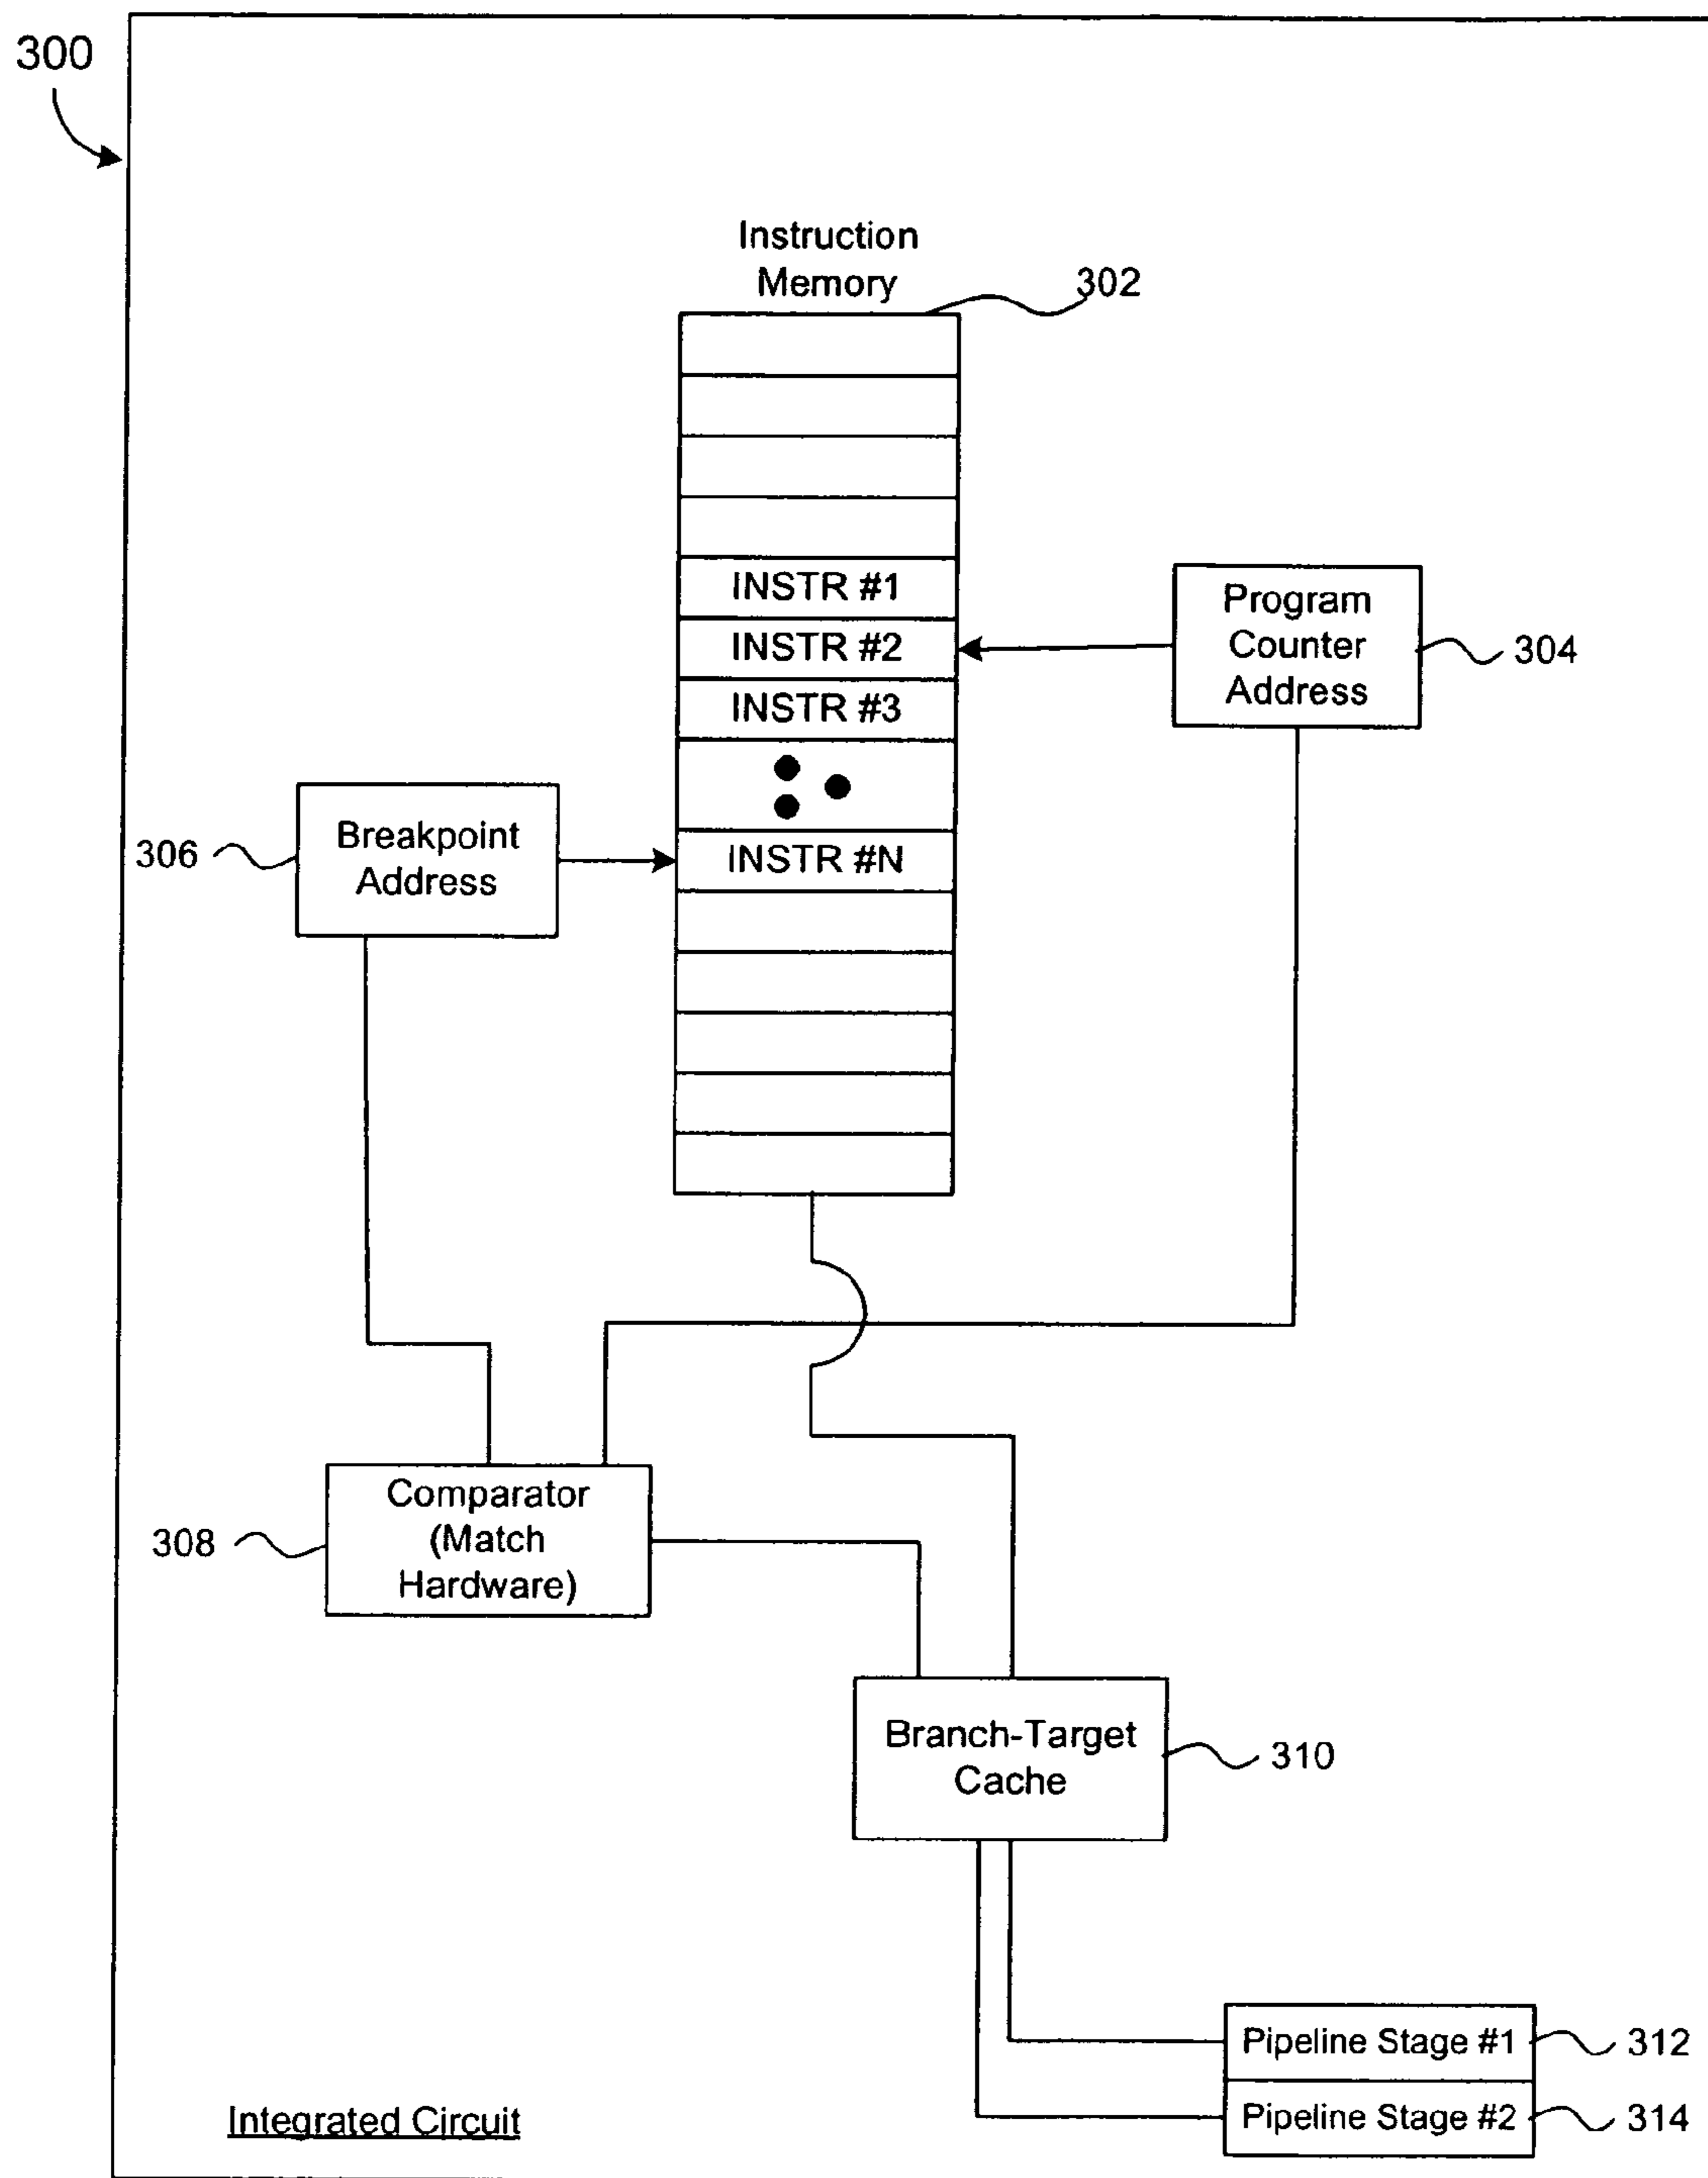 300
Instruction
Memory
302
INSTR #1
INSTR #2
INSTR #3
Program
Counter
Address
304
306
Breakpoint
Address
INSTR #N
308
Comparator
(Match
Hardware)
Branch-Target
Cache
310
Pipeline Stage #1
312
Pipeline Stage #2
314
Integrated Circuit